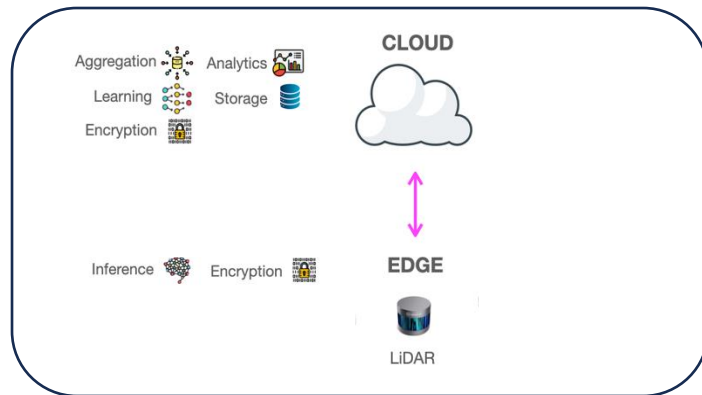 CLOUD
Aggregation
Analytics
Learning
Storage
Encryption
Inference
Encryption
EDGE
LiDAR